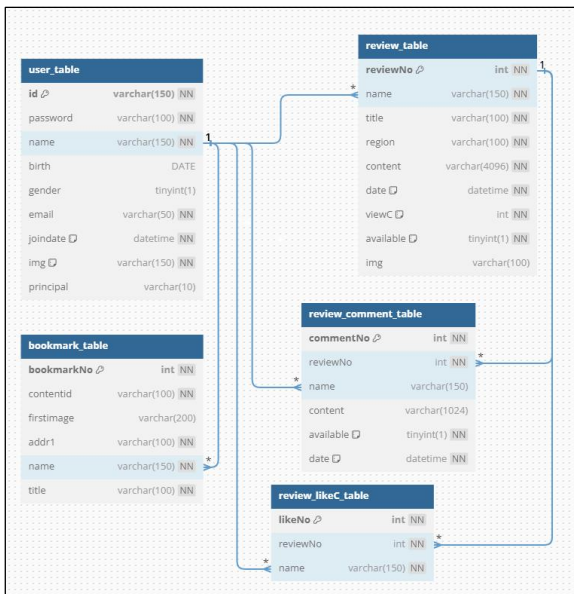 user_table
id varchar(150) NN
password varchar(100) NN
name varchar(150) NN
birth DATE
gender tinyint(1)
email varchar(50) NN
joindate datetime NN
img varchar(150) NN
principal varchar(10)
bookmark_table
bookmarkNo int NN
contentid varchar(100) NN
firstimage varchar(200)
addr1 varchar(100) NN
name varchar(150) NN
title varchar(100) NN
review_table
reviewNo int NN
name varchar(150) NN
title varchar(100) NN
region varchar(100) NN
content varchar(4096) NN
date datetime NN
viewC int NN
available tinyint(1) NN
img varchar(100)
review_comment_table
commentNo int NN
reviewNo int NN
name varchar(150)
content varchar(1024)
available tinyint(1) NN
date datetime NN
review_likeC_table
likeNo int NN
reviewNo int NN
name varchar(150) NN
1
1
*
*
*
*
*
*